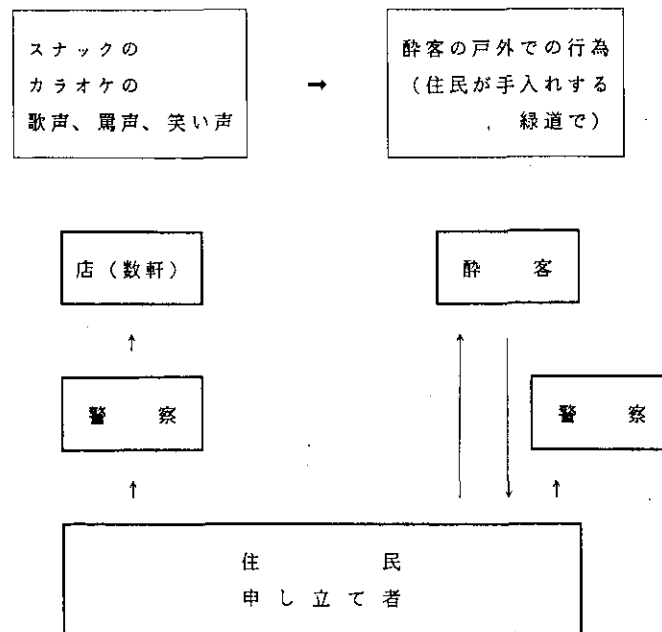 スナックの
カラオケの
歌声、罵声、笑い声
→
酔客の戸外での行為
（住民が手入れする
緑道で）
店（数軒）
酔　客
↑
警　察
警　察
↑
↑
住　民
申し立て者